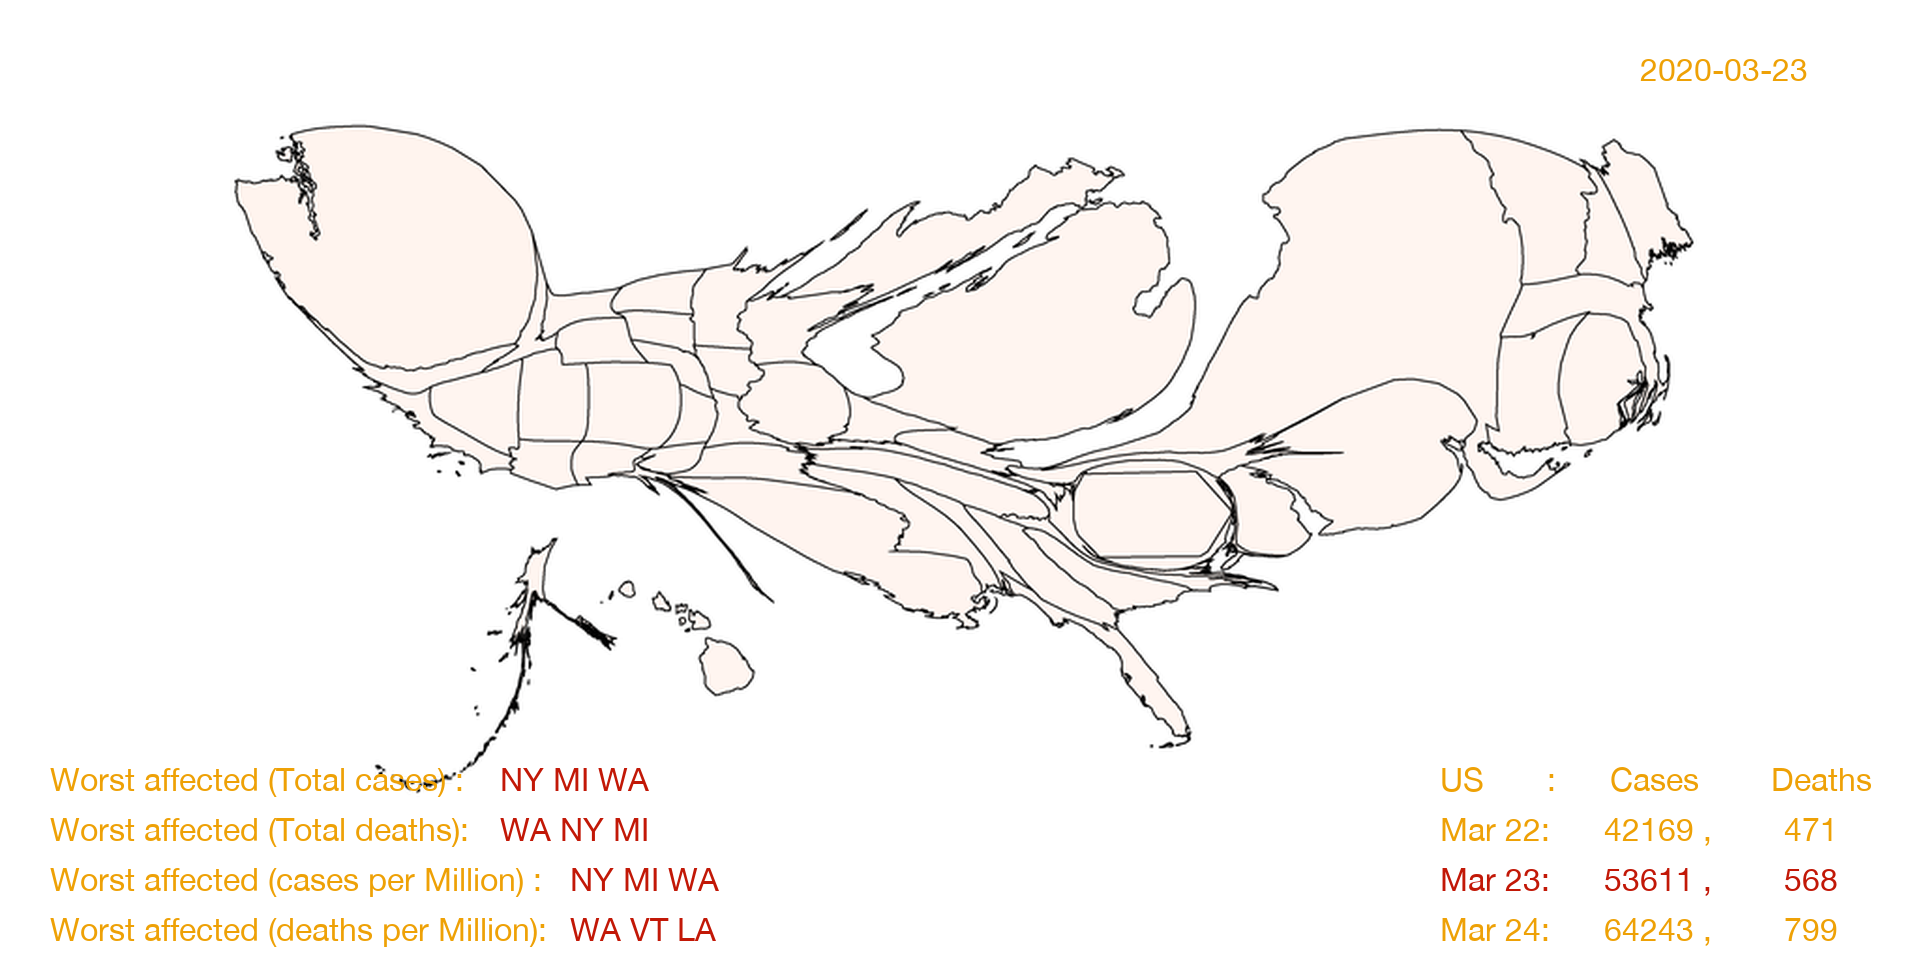 2020-03-23
Worst affected (Total cases) : NY MI WA
Worst affected (Total deaths): WA NY MI
Worst affected (cases per Million) : NY MI WA
Worst affected (deaths per Million): WA VT LA
US : Cases Deaths
Mar 22: 42169 , 471
Mar 23: 53611 , 568
Mar 24: 64243 , 799